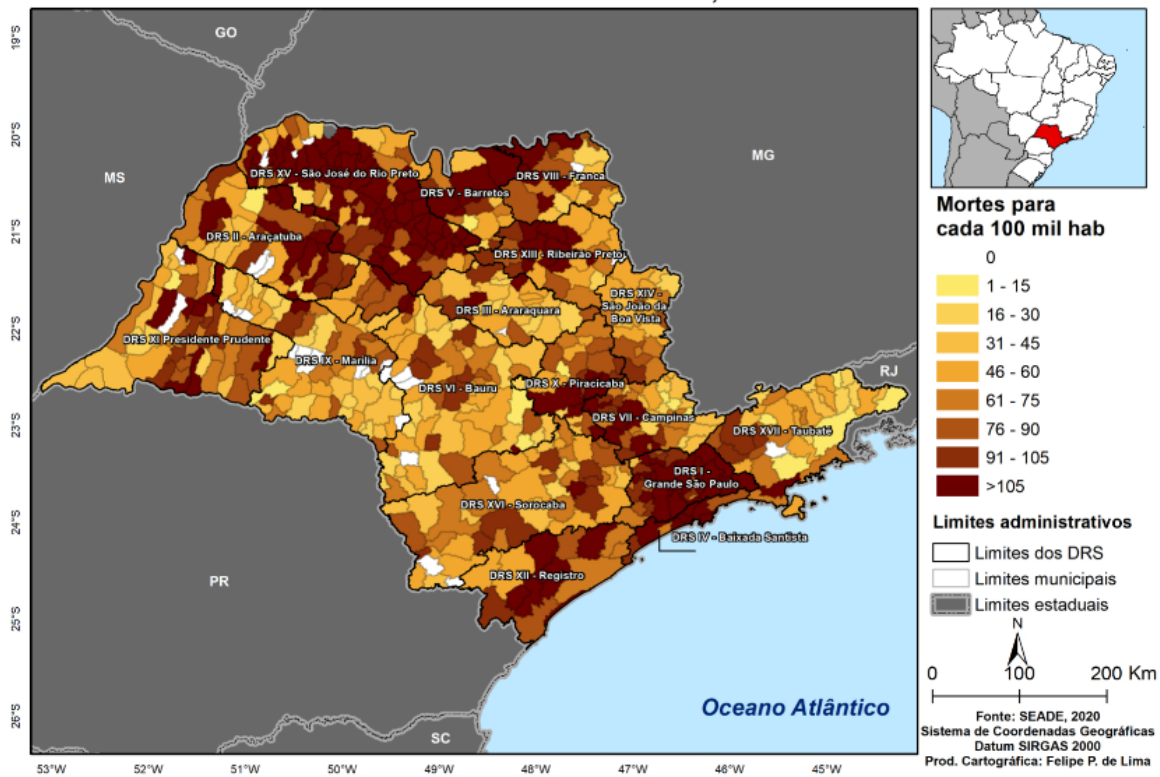 GO
MS
MG
RJ
PR
SC
19°S
20°S
21°S
22°S
23°S
24°S
25°S
26°S
53°W
52°W
51°W
50°W
49°W
48°W
47°W
46°W
45°W
DRS XV - São José do Rio Preto
DRS V - Barretos
DRS VIII - Franca
DRS II - Araçatuba
DRS XIII - Ribeirão Preto
DRS XIV -
São João da
Boa Vista
DRS III - Araraquara
DRS XI Presidente Prudente
DRS IX - Marília
DRS VI - Bauru
DRS X - Piracicaba
DRS VII - Campinas
DRS XVII - Taubaté
DRS I -
Grande São Paulo
DRS XVI - Sorocaba
DRS IV - Baixada Santista
DRS XII - Registro
Oceano Atlântico
Mortes para
cada 100 mil hab
0
1 - 15
16 - 30
31 - 45
46 - 60
61 - 75
76 - 90
91 - 105
>105
Limites administrativos
Limites dos DRS
Limites municipais
Limites estaduais
N
0 100 200 Km
Fonte: SEADE, 2020
Sistema de Coordenadas Geográficas
Datum SIRGAS 2000
Prod. Cartográfica: Felipe P. de Lima